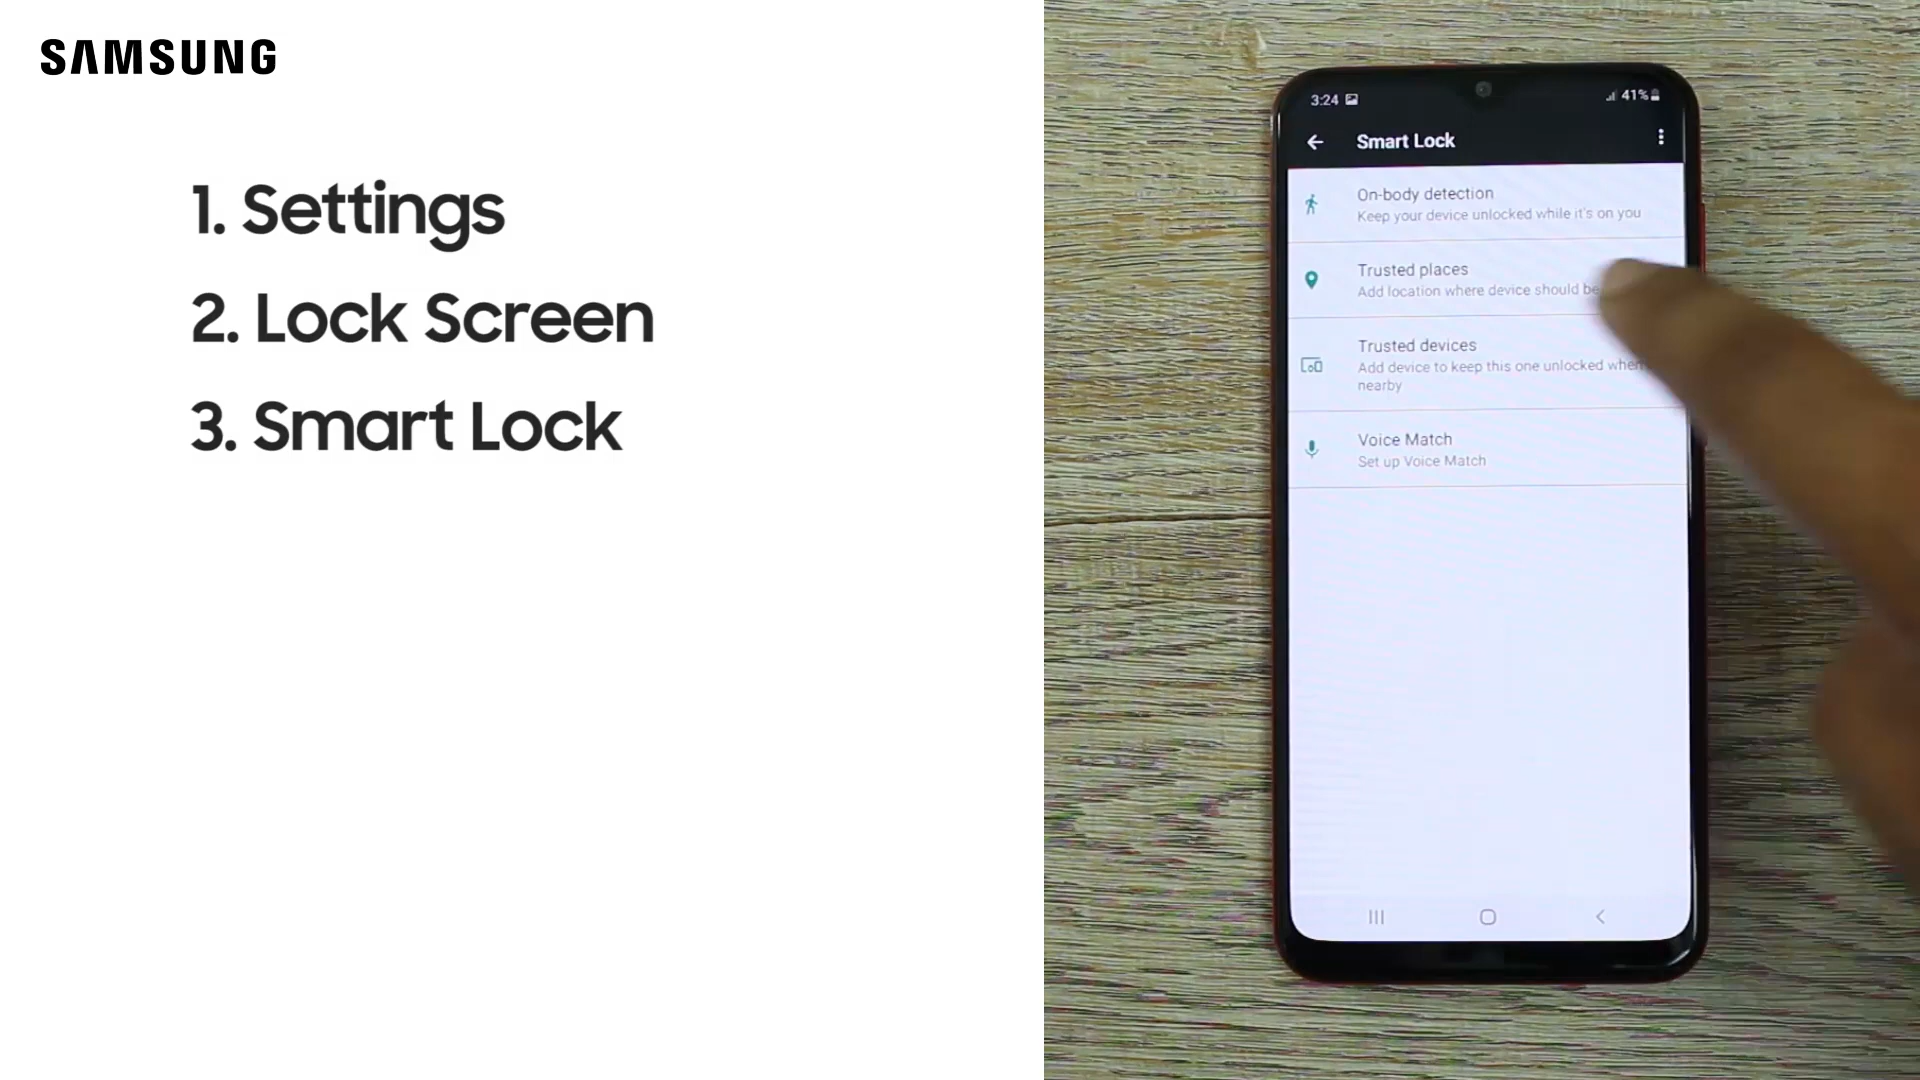 SAMSUNG
1. Settings
2. Lock Screen
3. Smart Lock
3:24
41%
Smart Lock
On-body detection
Keep your device unlocked while it's on you
Trusted places
Add location where device should be
Trusted devices
Add device to keep this one unlocked when
nearby
Voice Match
Set up Voice Match